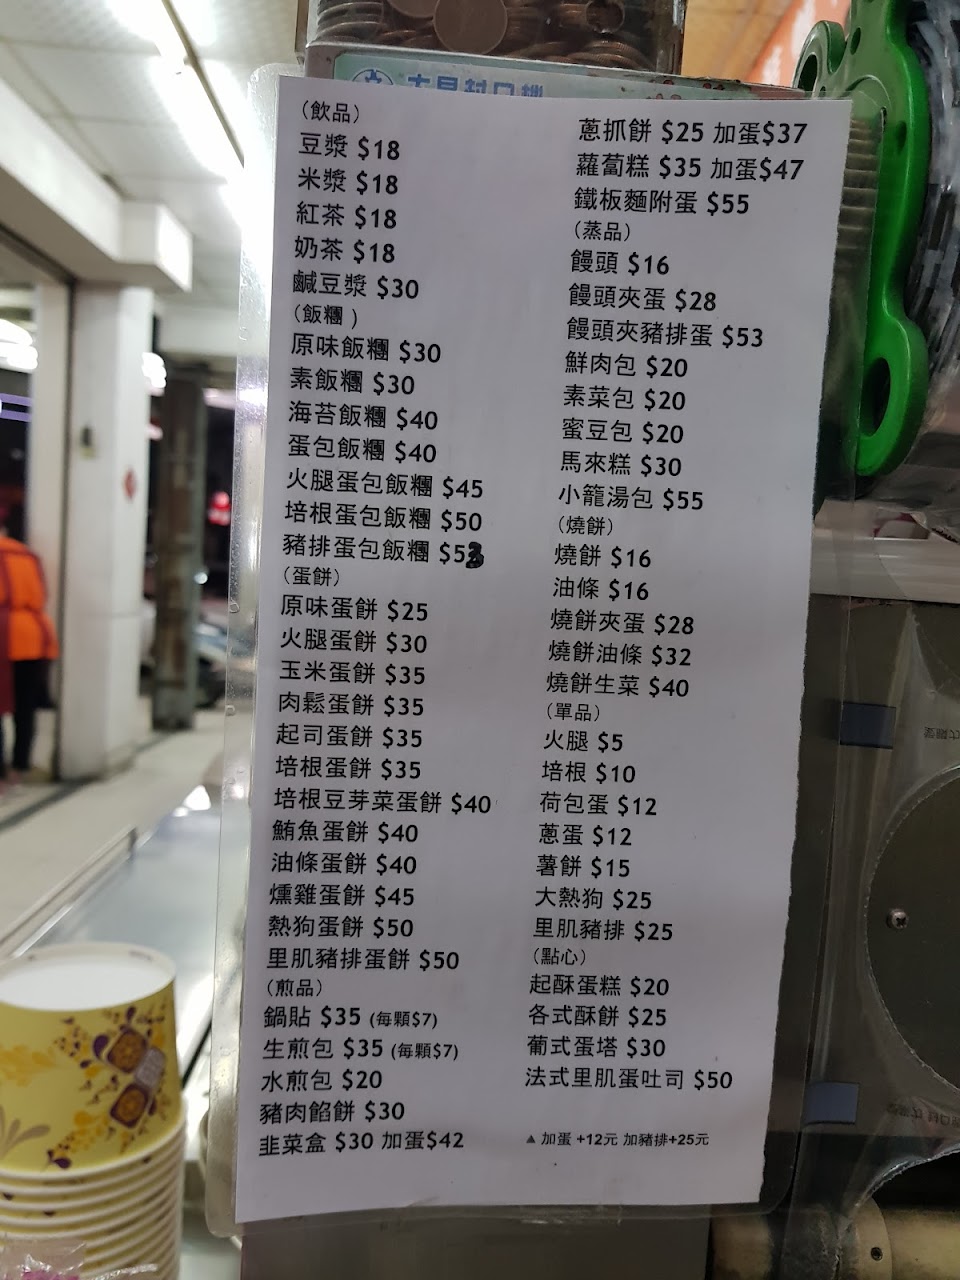 (飲品)
豆漿 $18
米漿 $18
紅茶 $18
奶茶 $18
鹹豆漿 $30
(飯糰 )
原味飯糰 $30
素飯糰 $30
海苔飯糰 $40
蛋包飯糰 $40
火腿蛋包飯糰 $45
培根蛋包飯糰 $50
豬排蛋包飯糰 $53
(蛋餅)
原味蛋餅 $25
火腿蛋餅 $30
玉米蛋餅 $35
肉鬆蛋餅 $35
起司蛋餅 $35
培根蛋餅 $35
培根豆芽菜蛋餅 $40
鮪魚蛋餅 $40
油條蛋餅 $40
燻雞蛋餅 $45
熱狗蛋餅 $50
里肌豬排蛋餅 $50
(煎品)
鍋貼 $35 (每顆$7)
生煎包 $35 (每顆$7)
水煎包 $20
豬肉餡餅 $30
韭菜盒 $30 加蛋$42
蔥抓餅 $25 加蛋$37
蘿蔔糕 $35 加蛋$47
鐵板麵附蛋 $55
(蒸品)
饅頭 $16
饅頭夾蛋 $28
饅頭夾豬排蛋 $53
鮮肉包 $20
素菜包 $20
蜜豆包 $20
馬來糕 $30
小籠湯包 $55
(燒餅)
燒餅 $16
油條 $16
燒餅夾蛋 $28
燒餅油條 $32
燒餅生菜 $40
(單品)
火腿 $5
培根 $10
荷包蛋 $12
蔥蛋 $12
薯餅 $15
大熱狗 $25
里肌豬排 $25
(點心)
起酥蛋糕 $20
各式酥餅 $25
葡式蛋塔 $30
法式里肌蛋吐司 $50
▲ 加蛋 +12元 加豬排+25元